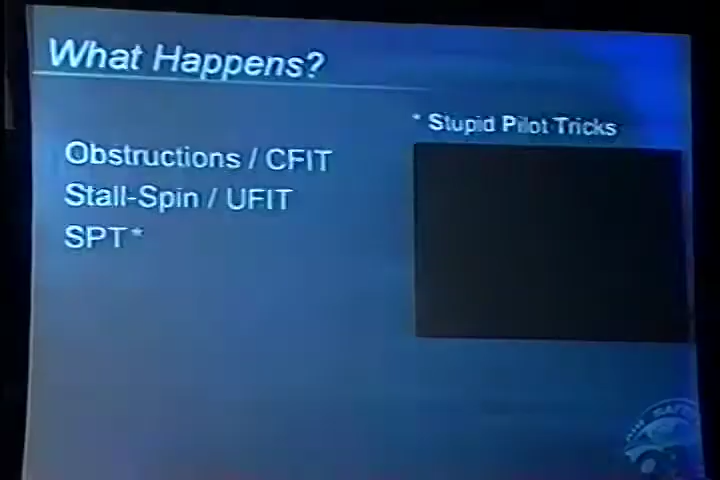 What Happens?
* Stupid Pilot Tricks
Obstructions / CFIT
Stall-Spin / UFIT
SPT*